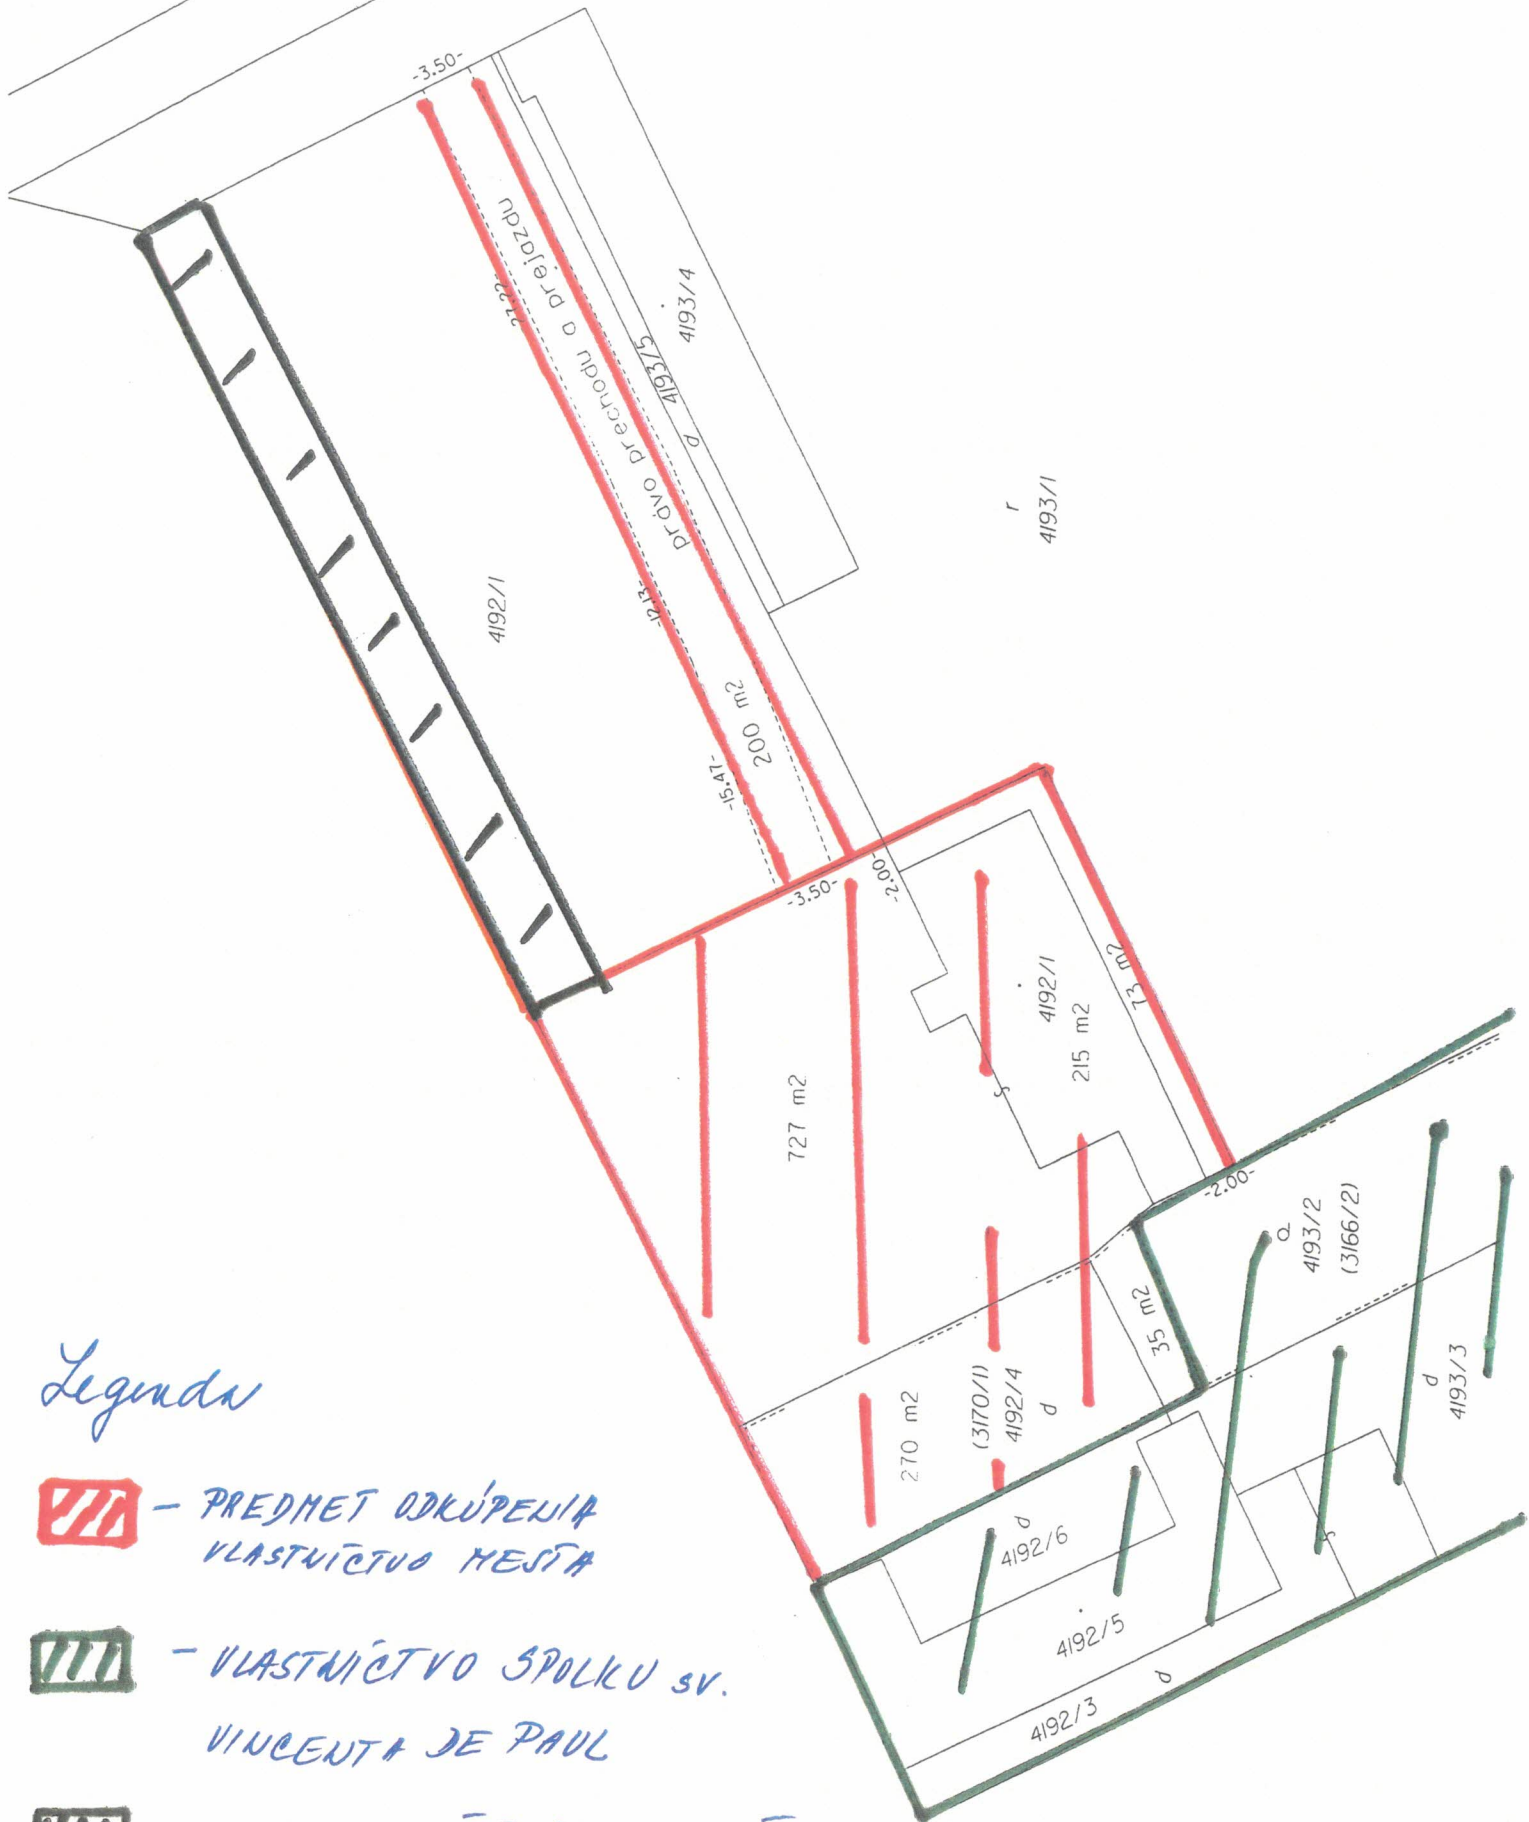 -3.50-
právo prechodu a prejazdu
4193/4
4193/5
d
r
4193/1
4192/1
-12.13-
200 m2
-15.47-
-3.50-
-2.00-
73 m2
4192/1
215 m2
s
727 m2
-2.00-
d
4193/2
(3166/2)
35 m2
270 m2
(3170/1)
4192/4
d
d
4193/3
d
4192/6
s
4192/5
4192/3
d
Legenda
- PREDMET ODKÚPENIA
VLASTNÍCTVO MESTA
- VLASTNÍCTVO SPOLKU SV.
VINCENTA DE PAUL